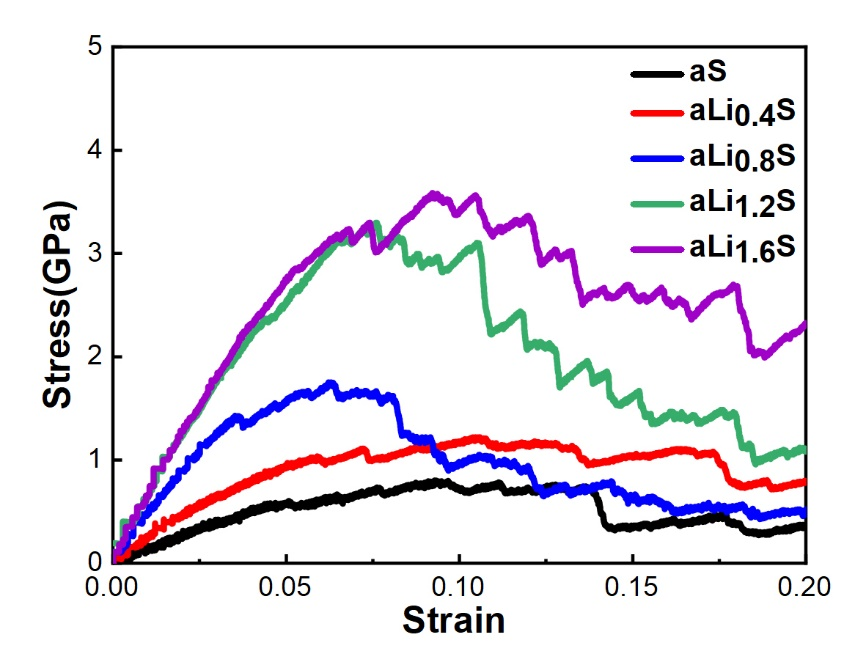 5
4
3
2
1
0
0.00 0.05 0.10 0.15 0.20
Stress(GPa)
Strain
aS
aLi0.4S
aLi0.8S
aLi1.2S
aLi1.6S